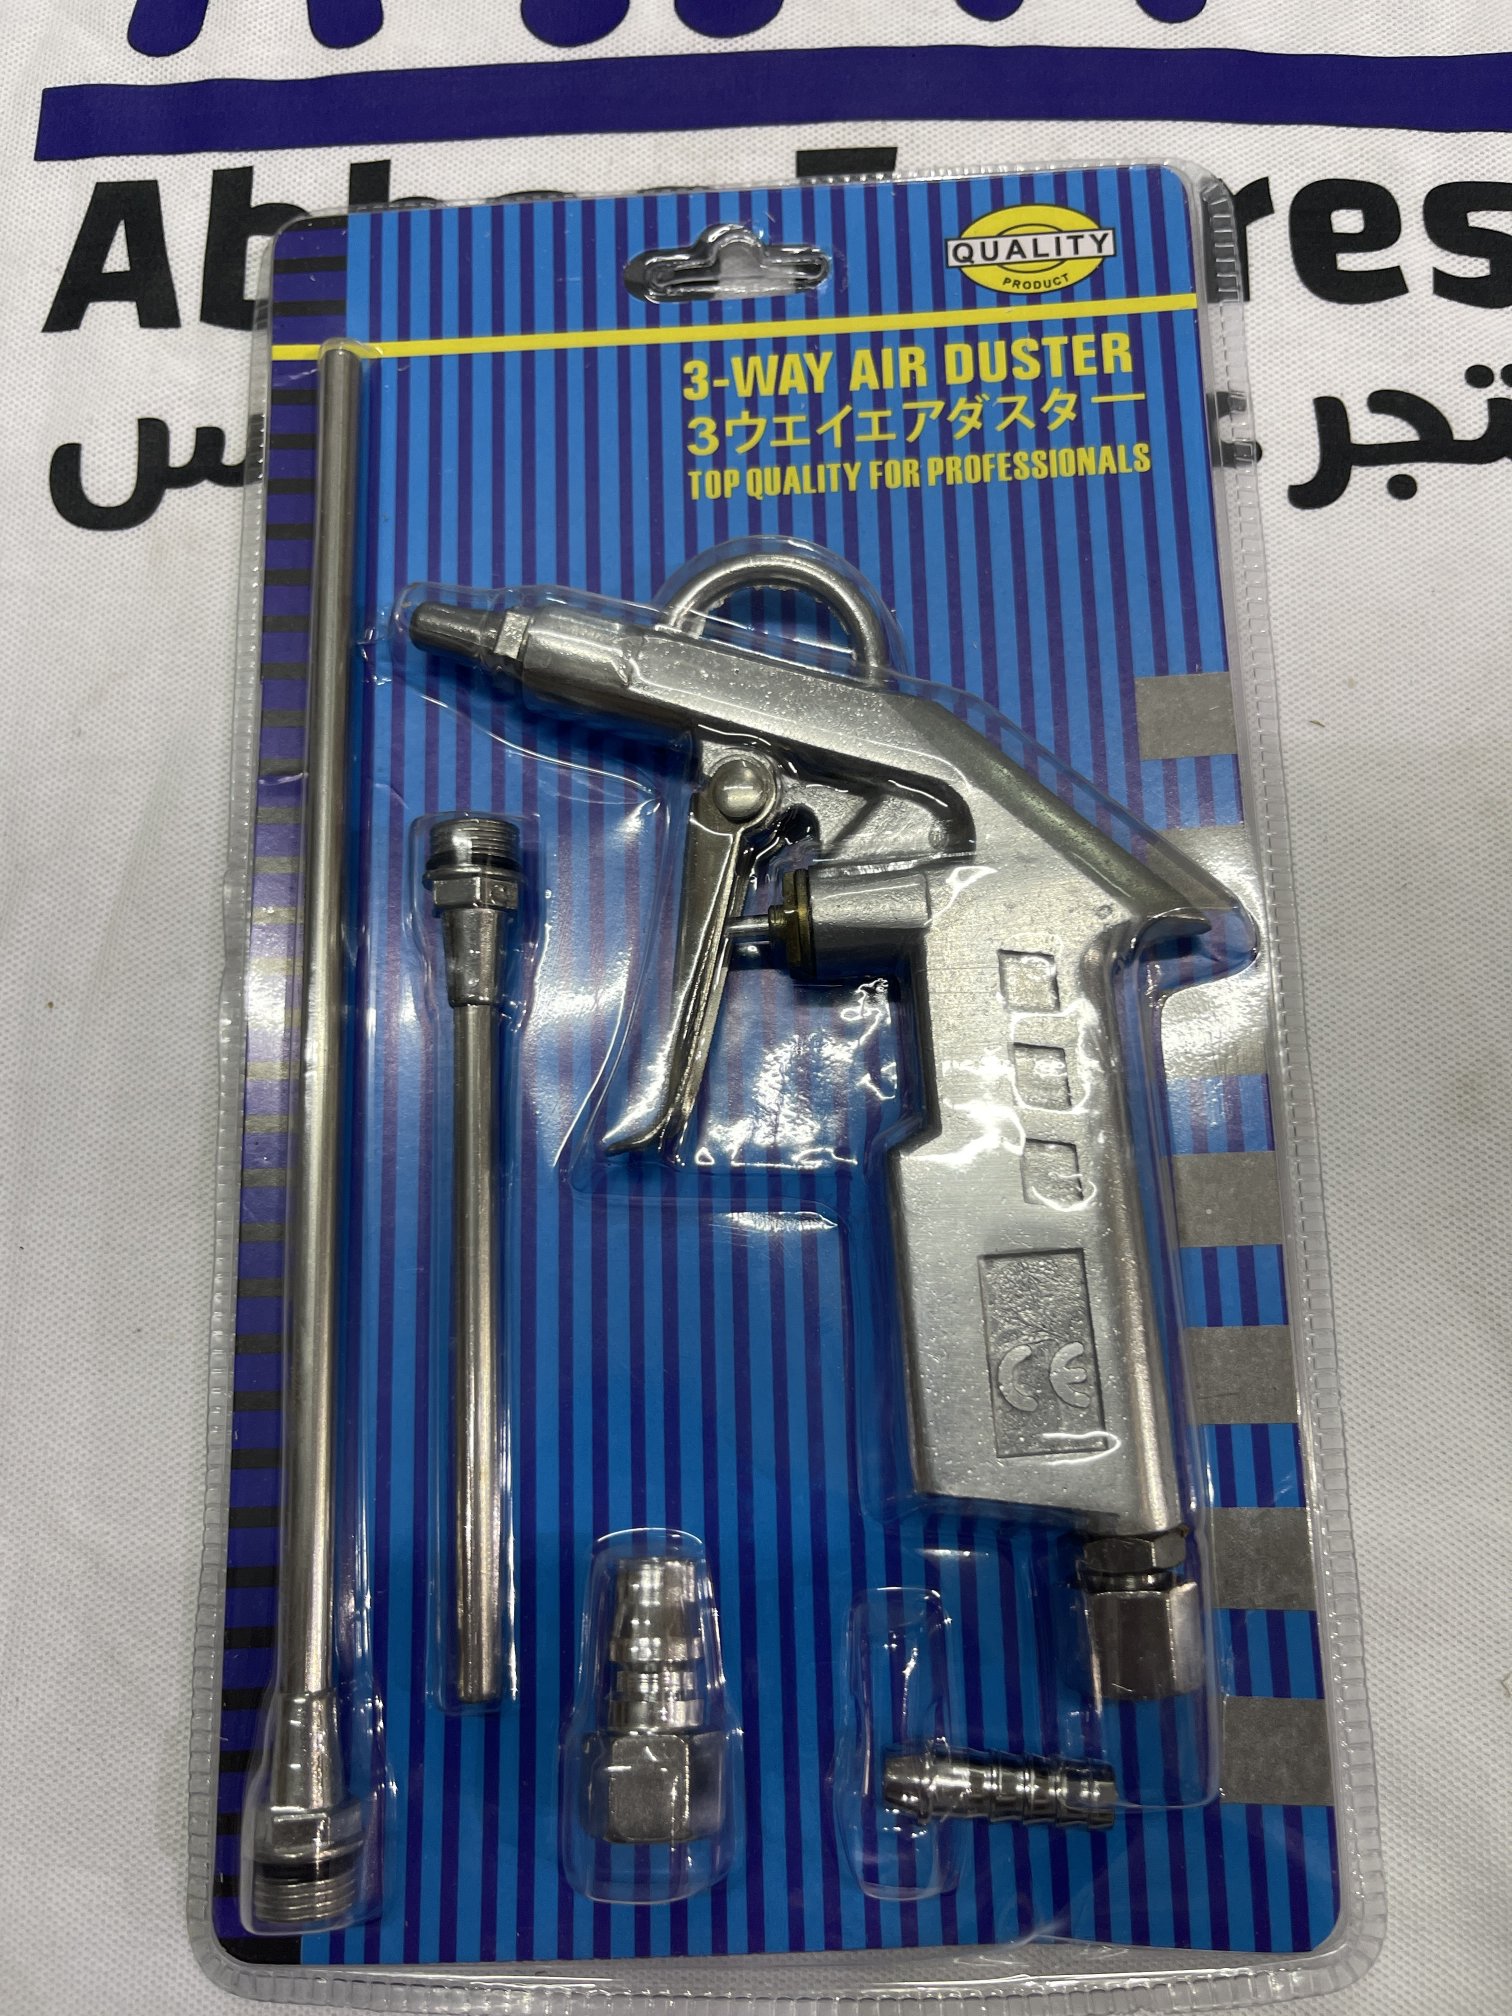 QUALITY
PRODUCT
3-WAY AIR DUSTER
3ウエイエアダスター
TOP QUALITY FOR PROFESSIONALS
CE